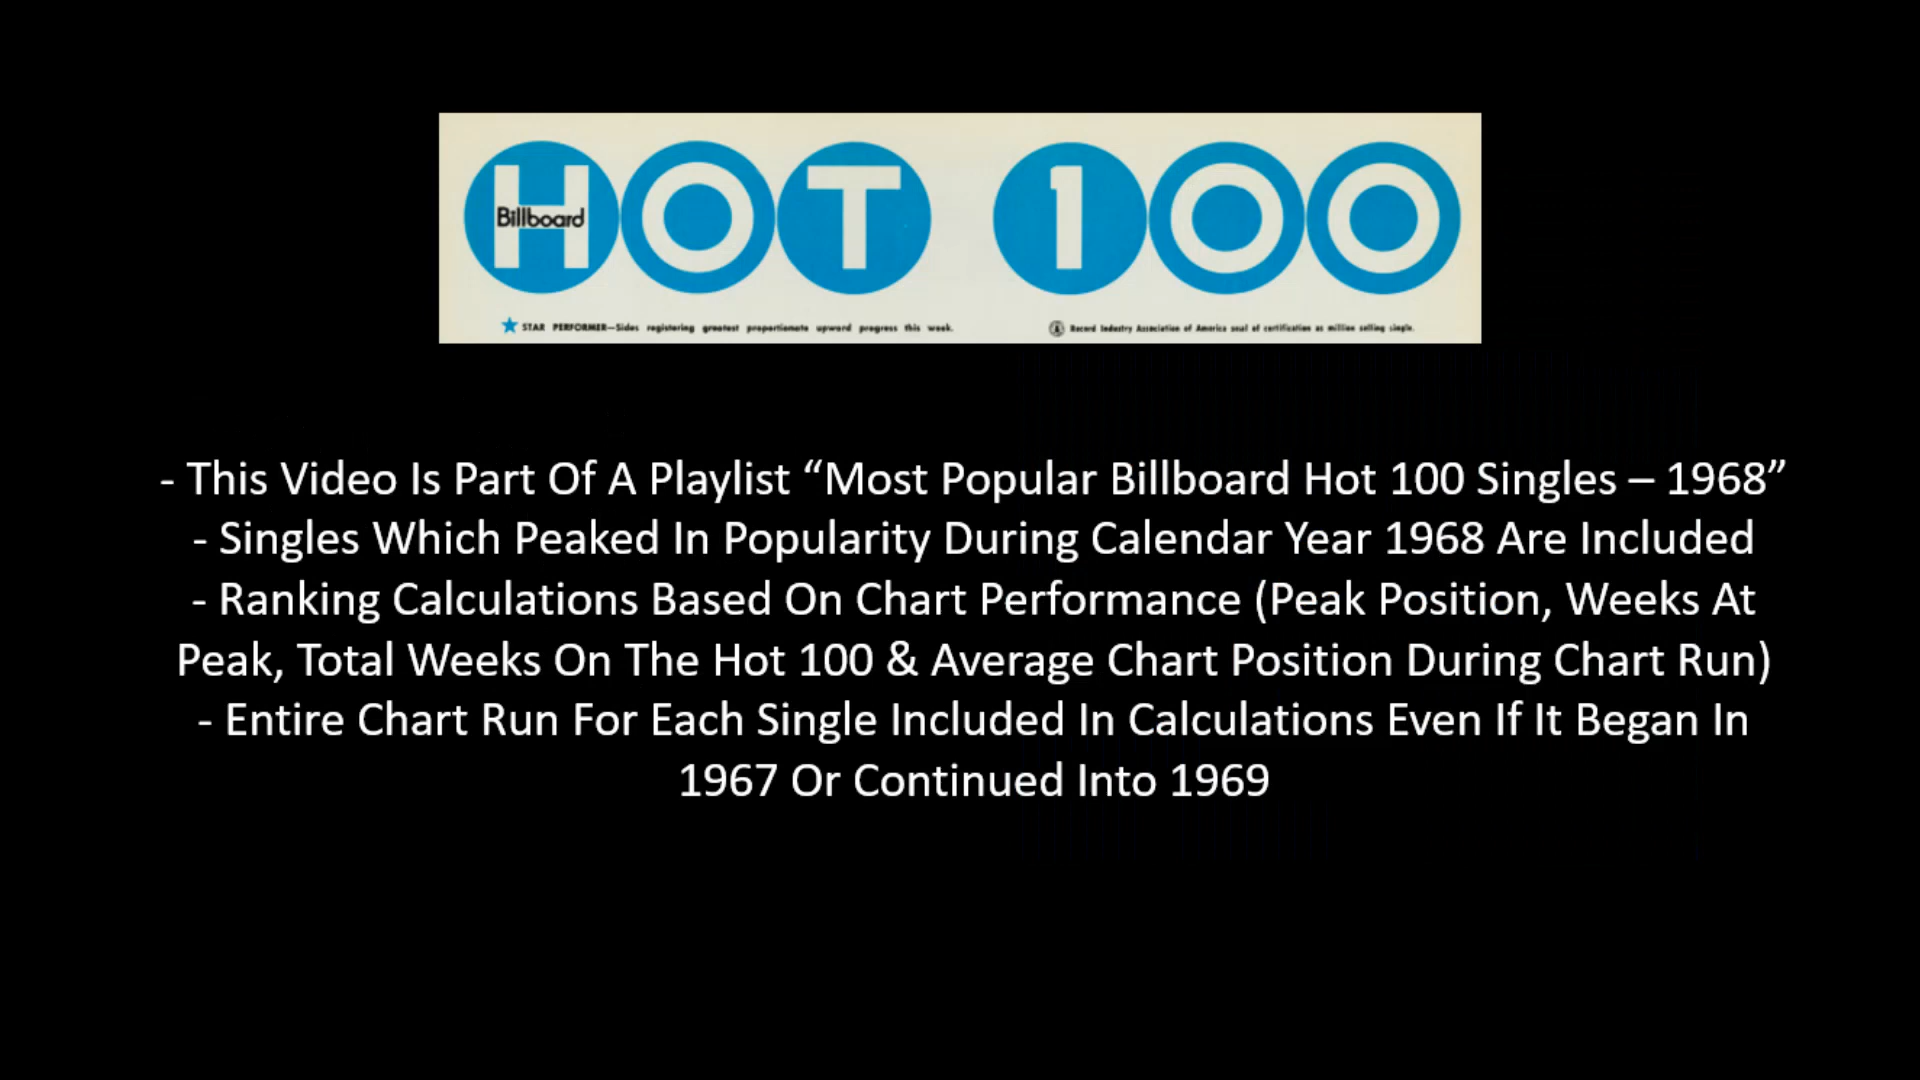 HOT 100
Billboard
STAR PERFORMER—Sides registering greatest proportionate upward progress this week.
Record Industry Association of America seal of certification as million selling single.
- This Video Is Part Of A Playlist “Most Popular Billboard Hot 100 Singles – 1968”
- Singles Which Peaked In Popularity During Calendar Year 1968 Are Included
- Ranking Calculations Based On Chart Performance (Peak Position, Weeks At
Peak, Total Weeks On The Hot 100 & Average Chart Position During Chart Run)
- Entire Chart Run For Each Single Included In Calculations Even If It Began In
1967 Or Continued Into 1969